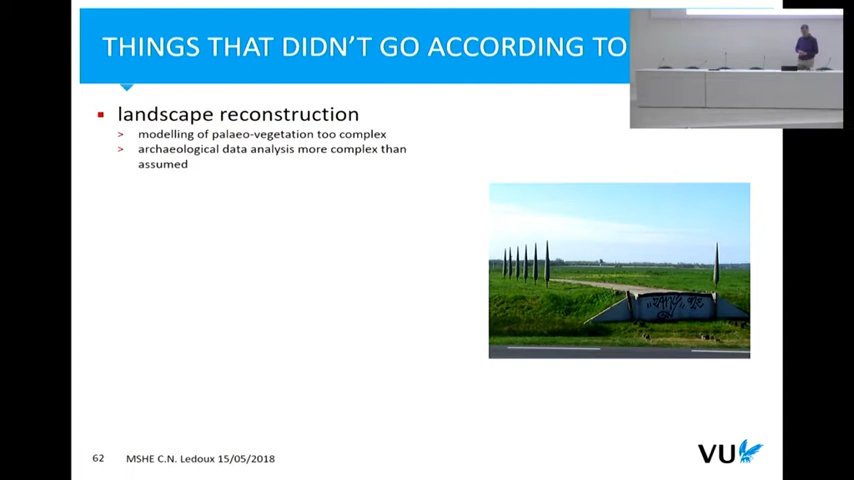 THINGS THAT DIDN'T GO ACCORDING TO
landscape reconstruction
> modelling of palaeo-vegetation too complex
> archaeological data analysis more complex than
assumed
62
MSHE C.N. Ledoux 15/05/2018
VU